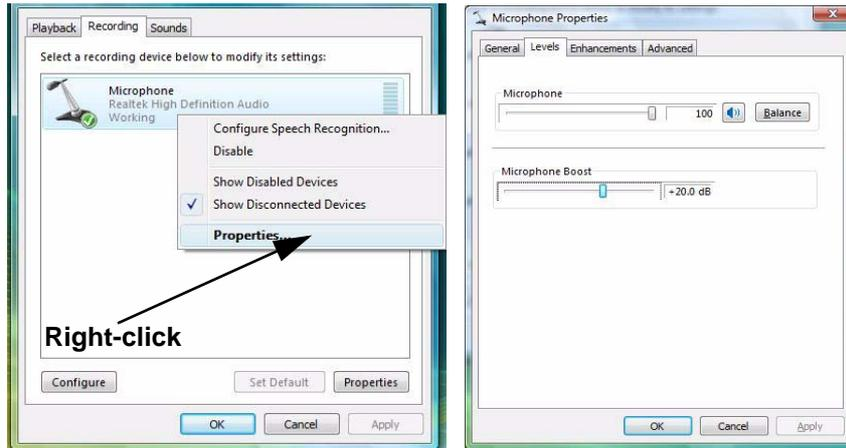 Playback Recording Sounds
Select a recording device below to modify its settings:
Microphone
Realtek High Definition Audio
Working
Configure Speech Recognition...
Disable
Show Disabled Devices
Show Disconnected Devices
Properties...
Right-click
Configure Set Default Properties
OK Cancel Apply
Microphone Properties
General Levels Enhancements Advanced
Microphone
100 Balance
Microphone Boost
+20.0 dB
OK Cancel Apply